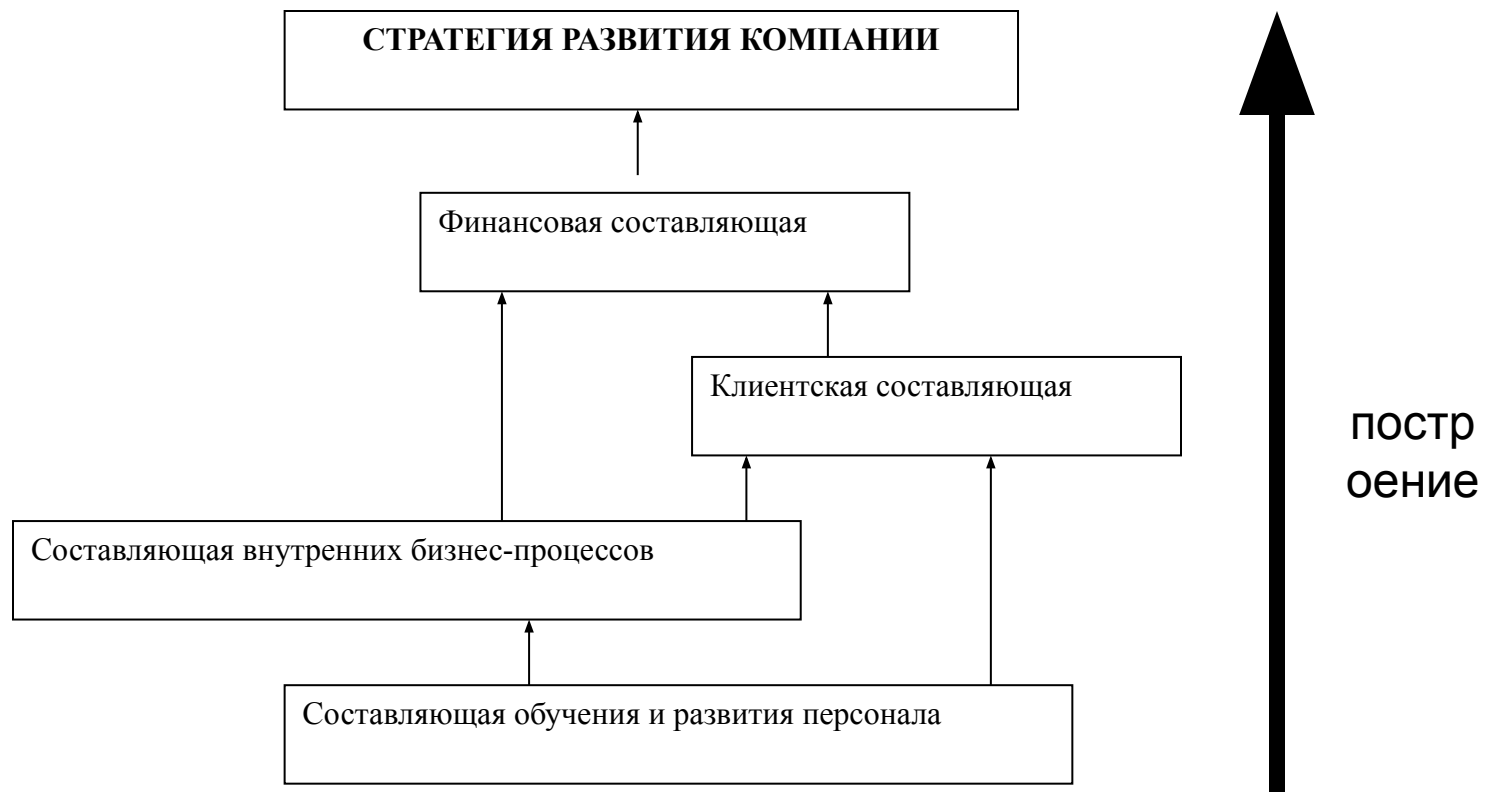 СТРАТЕГИЯ РАЗВИТИЯ КОМПАНИИ
Финансовая составляющая
Клиентская составляющая
постр
оение
Составляющая внутренних бизнес-процессов
Составляющая обучения и развития персонала